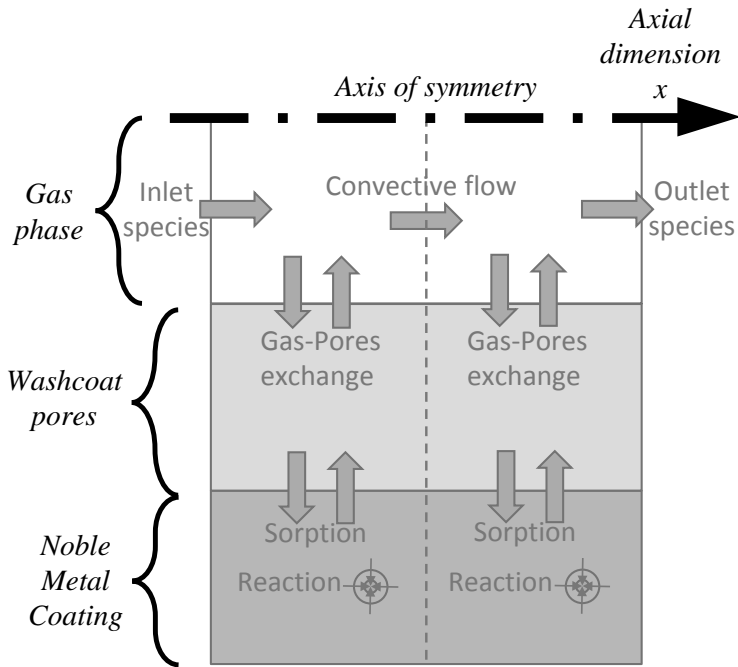 Axial
dimension
x
Axis of symmetry
Gas
phase
Inlet
species
Convective flow
Outlet
species
Gas-Pores
exchange
Gas-Pores
exchange
Washcoat
pores
Sorption
Sorption
Noble
Metal
Coating
Reaction
Reaction